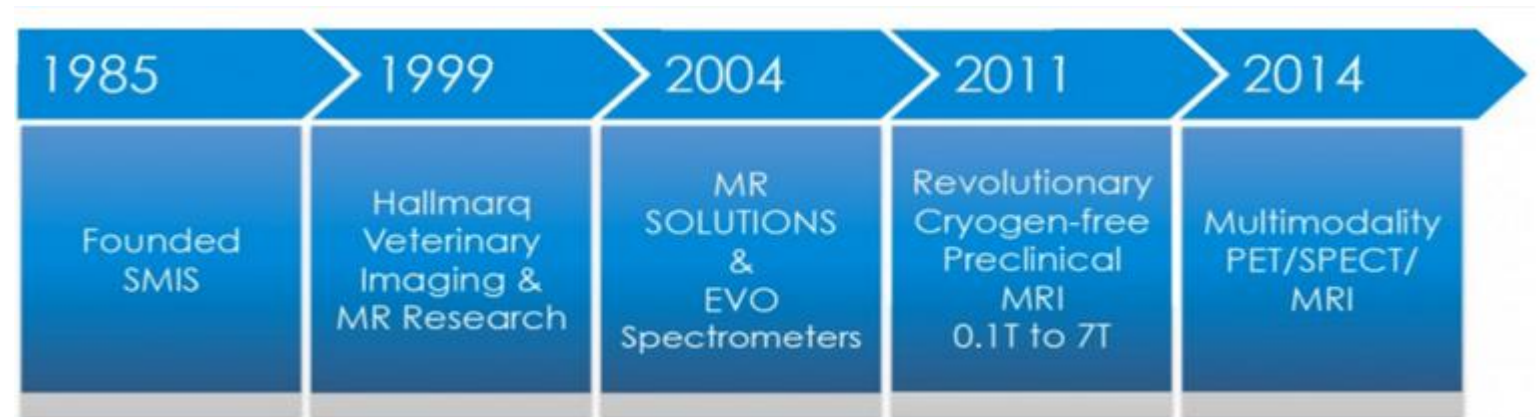 1985
1999
2004
2011
2014
Founded
SMIS
Hallmarq
Veterinary
Imaging &
MR Research
MR
SOLUTIONS
&
EVO
Spectrometers
Revolutionary
Cryogen-free
Preclinical
MRI
0.1T to 7T
Multimodality
PET/SPECT/
MRI